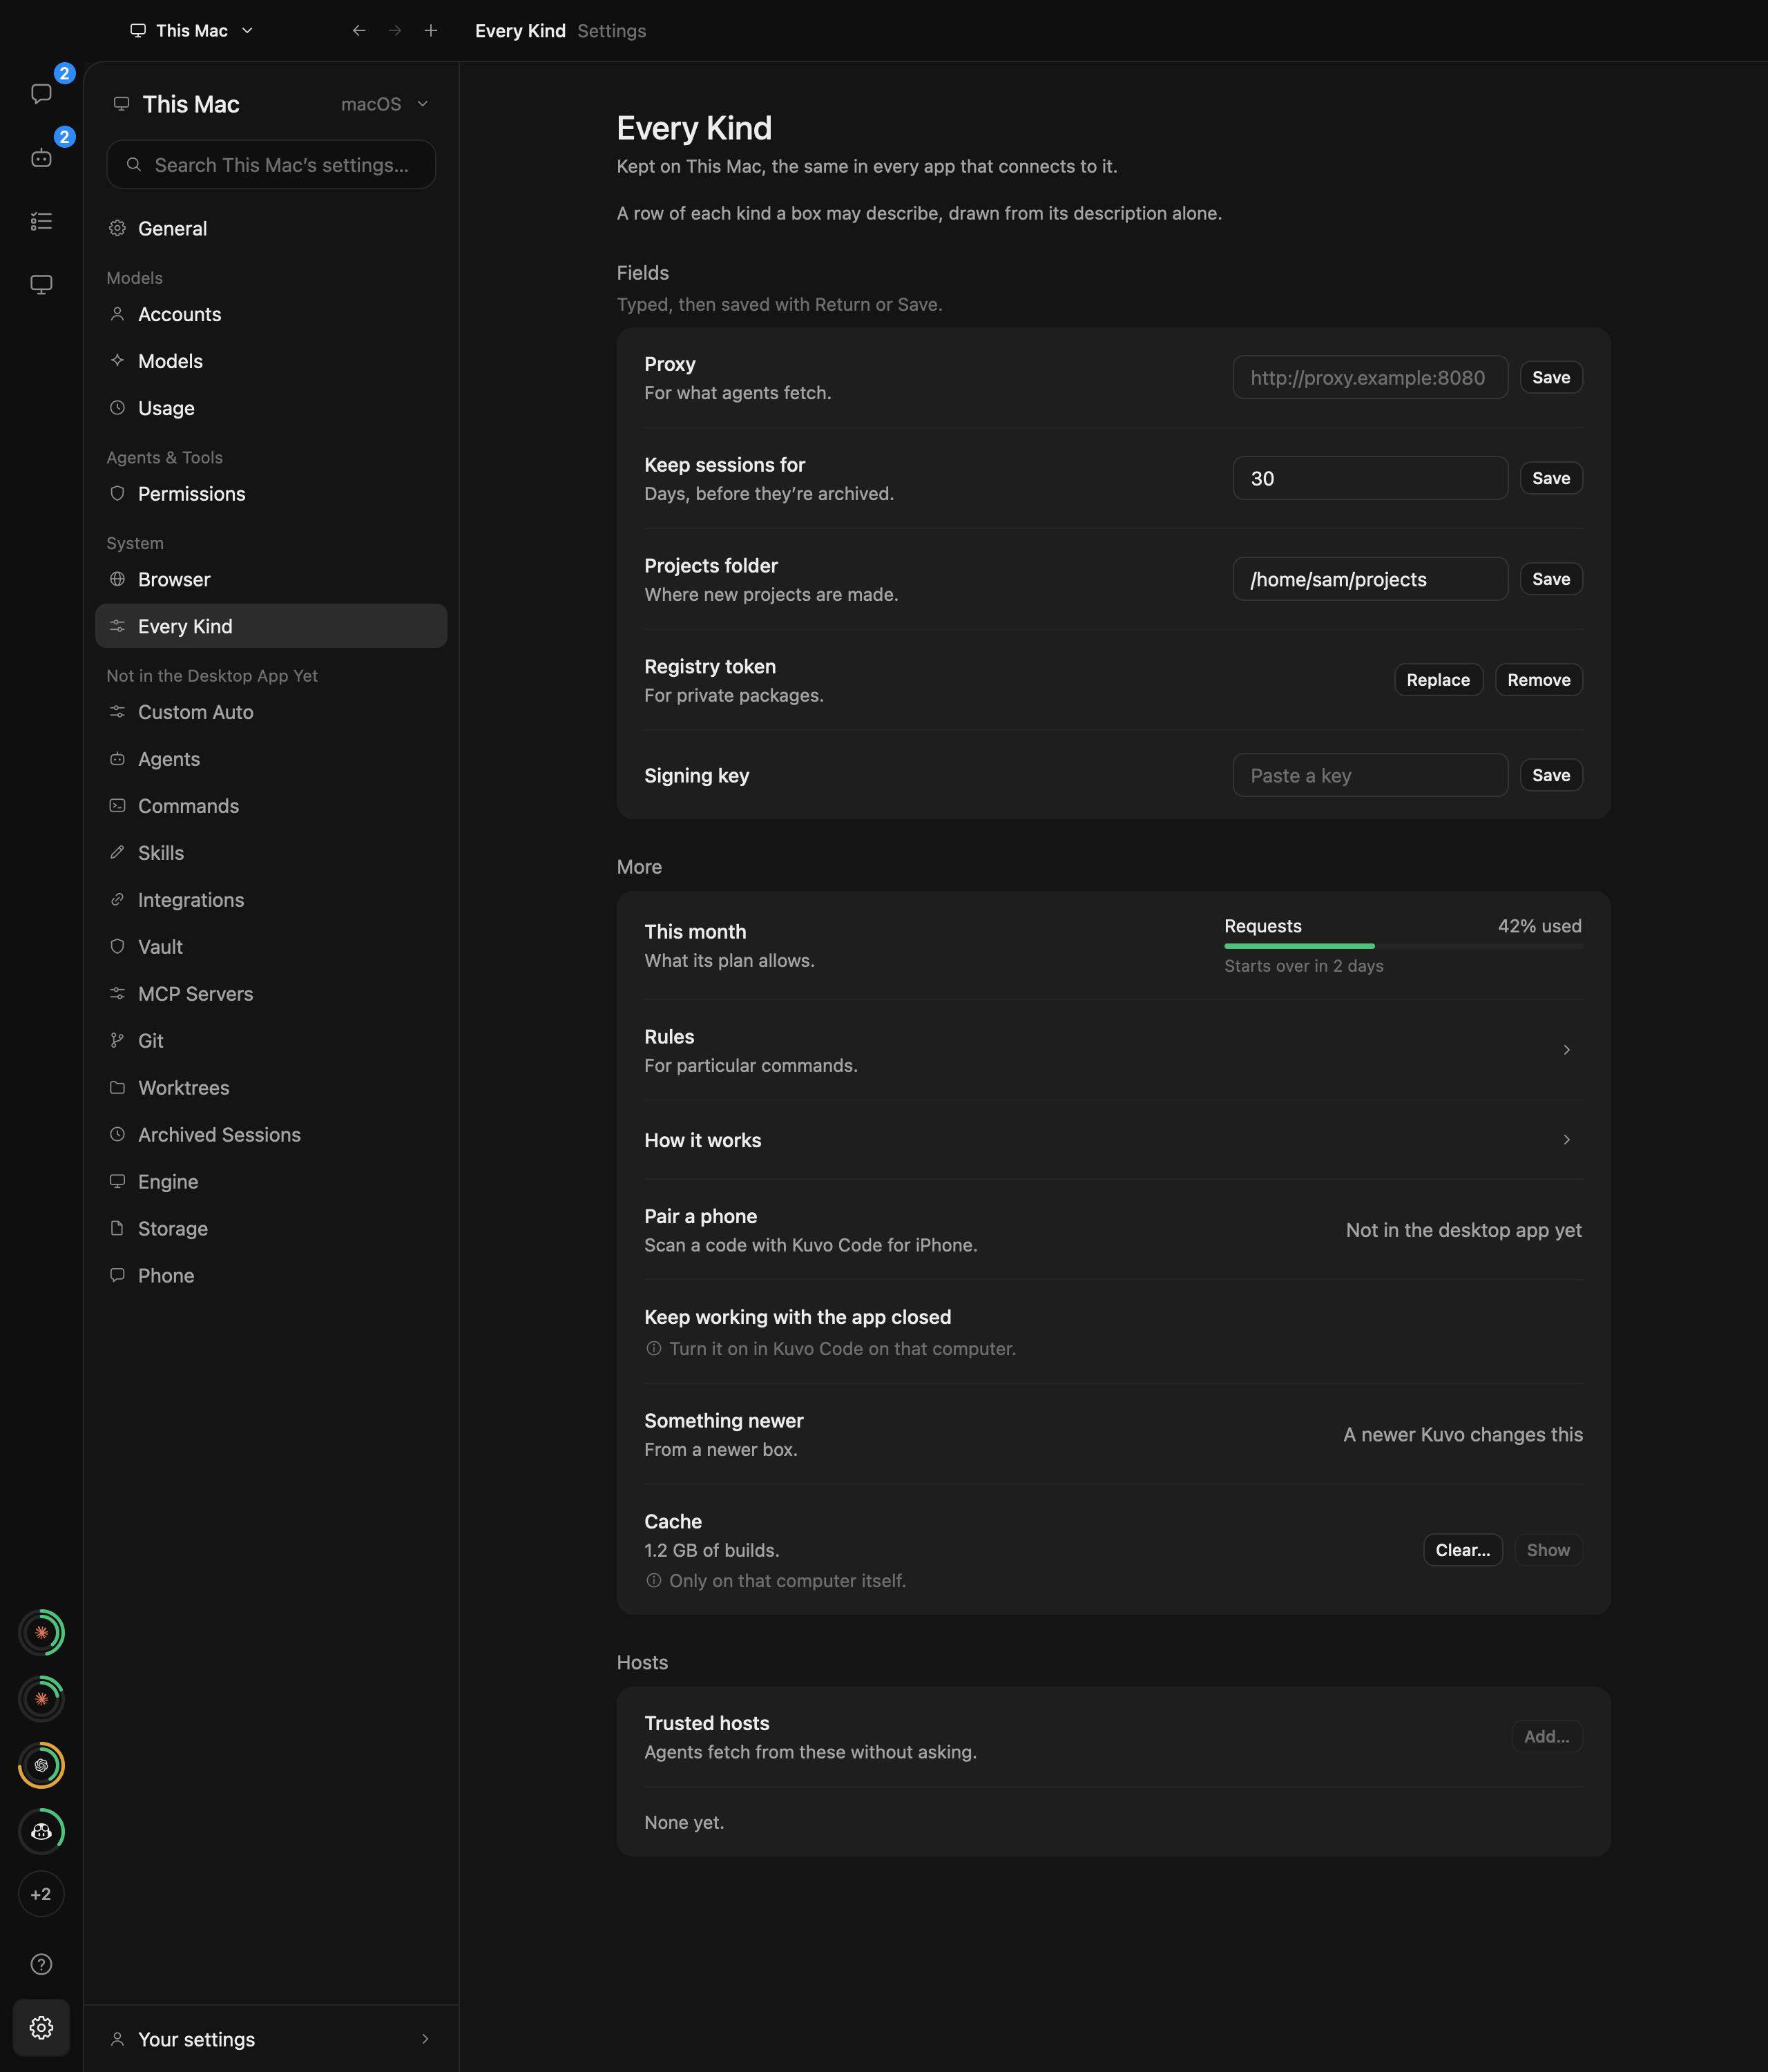 This Mac
Every Kind Settings
2
2
This Mac
macOS
Search This Mac’s settings...
General
Models
Accounts
Models
Usage
Agents & Tools
Permissions
System
Browser
Every Kind
Not in the Desktop App Yet
Custom Auto
Agents
Commands
Skills
Integrations
Vault
MCP Servers
Git
Worktrees
Archived Sessions
Engine
Storage
Phone
+2
Your settings
Every Kind
Kept on This Mac, the same in every app that connects to it.
A row of each kind a box may describe, drawn from its description alone.
Fields
Typed, then saved with Return or Save.
Proxy
For what agents fetch.
http://proxy.example:8080
Save
Keep sessions for
Days, before they’re archived.
30
Save
Projects folder
Where new projects are made.
/home/sam/projects
Save
Registry token
For private packages.
Replace
Remove
Signing key
Paste a key
Save
More
This month
What its plan allows.
Requests
42% used
Starts over in 2 days
Rules
For particular commands.
How it works
Pair a phone
Scan a code with Kuvo Code for iPhone.
Not in the desktop app yet
Keep working with the app closed
Turn it on in Kuvo Code on that computer.
Something newer
From a newer box.
A newer Kuvo changes this
Cache
1.2 GB of builds.
Only on that computer itself.
Clear...
Show
Hosts
Trusted hosts
Agents fetch from these without asking.
Add...
None yet.